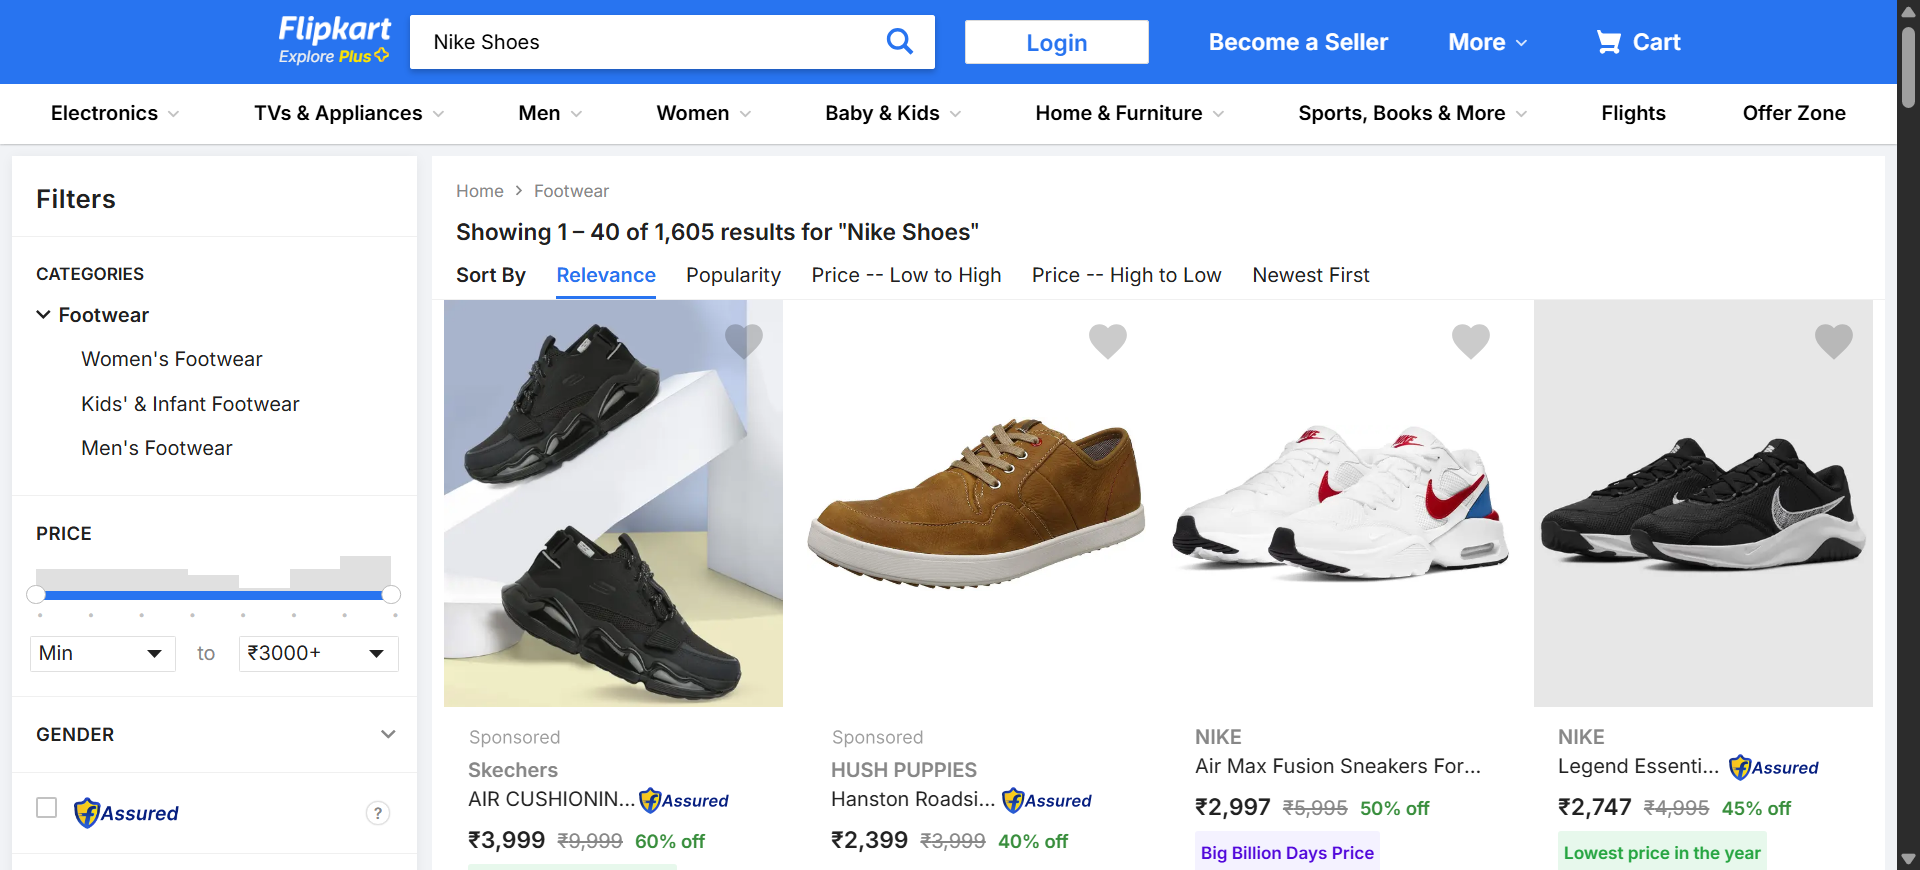 Flipkart
Explore Plus
Nike Shoes
Login
Become a Seller
More
Cart
Electronics
TVs & Appliances
Men
Women
Baby & Kids
Home & Furniture
Sports, Books & More
Flights
Offer Zone
Filters
CATEGORIES
Footwear
Women's Footwear
Kids' & Infant Footwear
Men's Footwear
PRICE
Min to ₹3000+
GENDER
Assured ?
Home > Footwear
Showing 1 – 40 of 1,605 results for "Nike Shoes"
Sort By Relevance Popularity Price -- Low to High Price -- High to Low Newest First
Sponsored
Skechers
AIR CUSHIONIN... Assured
₹3,999 ₹9,999 60% off
Sponsored
HUSH PUPPIES
Hanston Roadsi... Assured
₹2,399 ₹3,999 40% off
NIKE
NIKE
NIKE
Air Max Fusion Sneakers For...
₹2,997 ₹5,995 50% off
Big Billion Days Price
NIKE
Legend Essenti... Assured
₹2,747 ₹4,995 45% off
Lowest price in the year